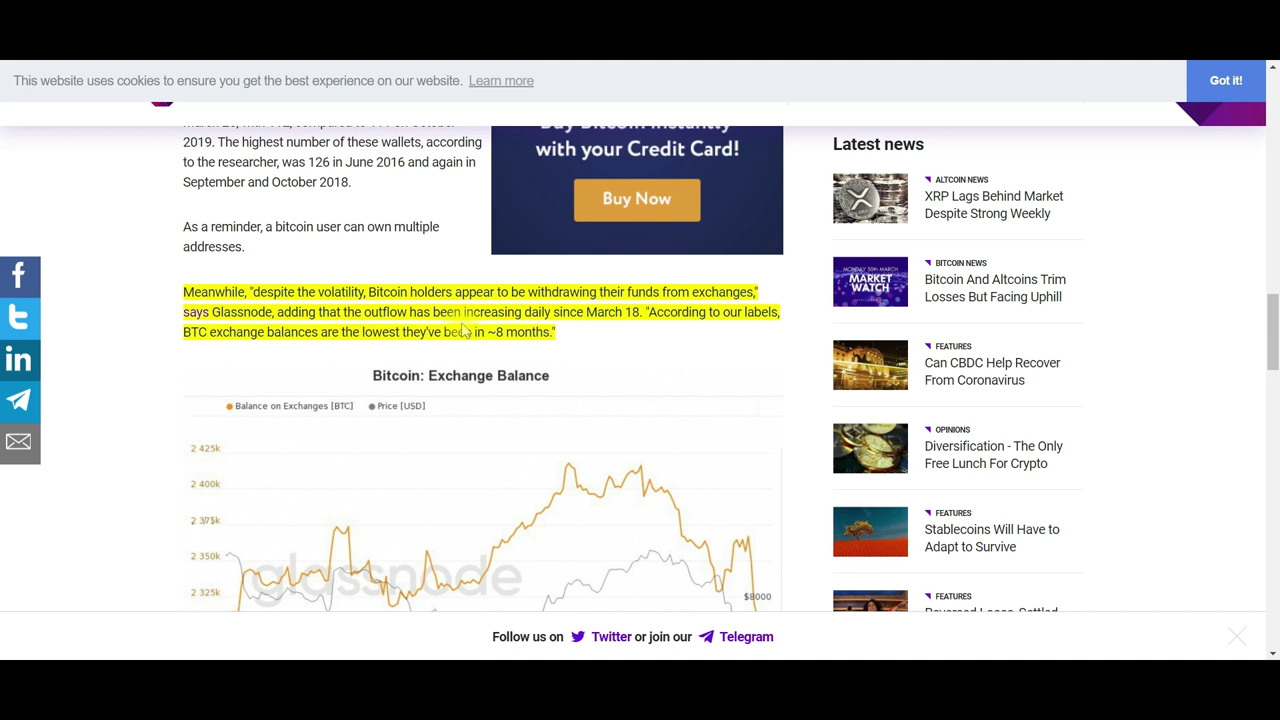 This website uses cookies to ensure you get the best experience on our website. Learn more
Got it!
2019. The highest number of these wallets, according
to the researcher, was 126 in June 2016 and again in
September and October 2018.
As a reminder, a bitcoin user can own multiple
addresses.
with your Credit Card!
Buy Now
Meanwhile, "despite the volatility, Bitcoin holders appear to be withdrawing their funds from exchanges,"
says Glassnode, adding that the outflow has been increasing daily since March 18. "According to our labels,
BTC exchange balances are the lowest they've been in ~8 months."
Bitcoin: Exchange Balance
Balance on Exchanges [BTC]
Price [USD]
2 425k
2 400k
2 375k
2 350k
2 325k
$8000
glassnode
Latest news
ALTCOIN NEWS
XRP Lags Behind Market
Despite Strong Weekly
MONDAY 30TH MARCH
MARKET
WATCH
BITCOIN NEWS
Bitcoin And Altcoins Trim
Losses But Facing Uphill
FEATURES
Can CBDC Help Recover
From Coronavirus
OPINIONS
Diversification - The Only
Free Lunch For Crypto
FEATURES
Stablecoins Will Have to
Adapt to Survive
FEATURES
Follow us on Twitter or join our Telegram